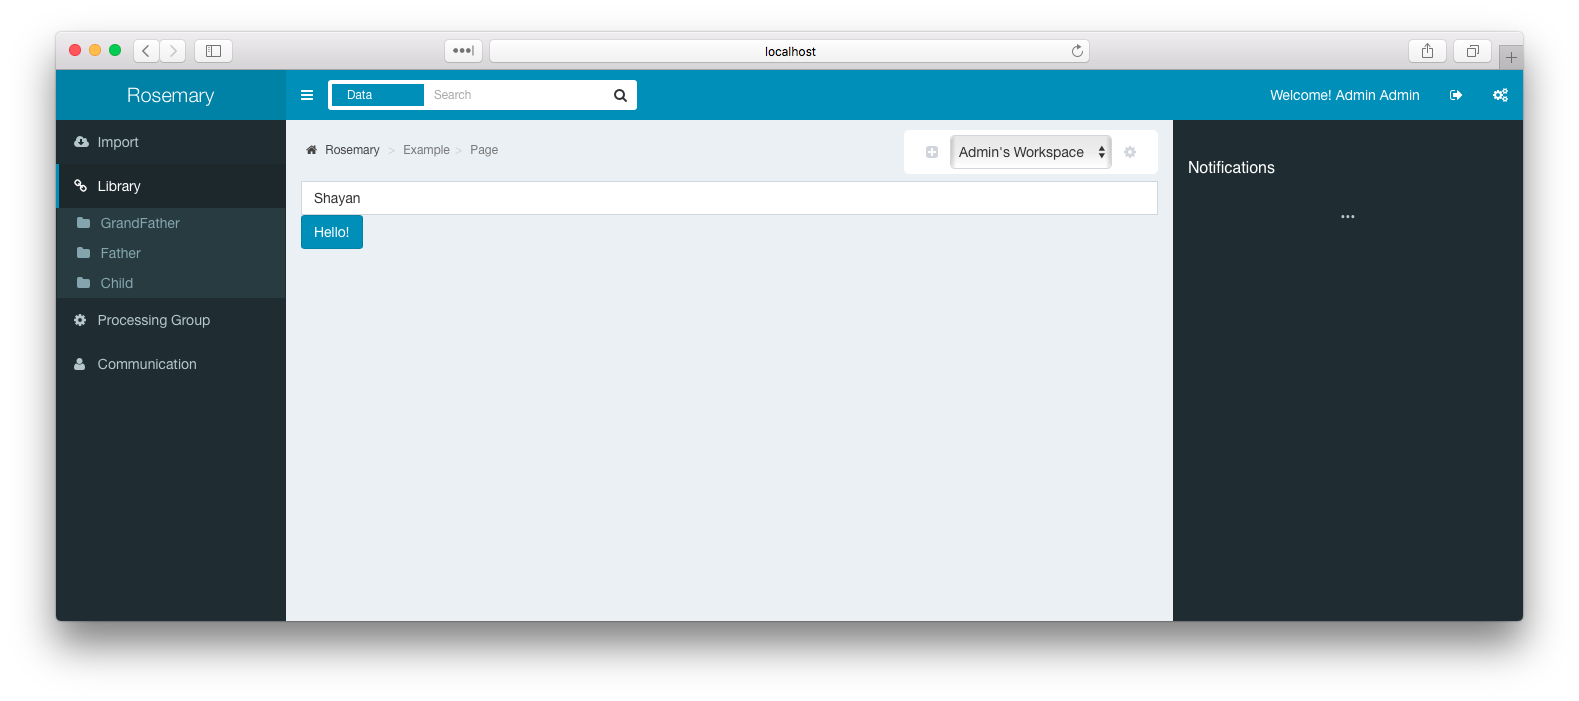 localhost
Rosemary
Data Search
Welcome! Admin Admin
Import
Library
GrandFather
Father
Child
Processing Group
Communication
Rosemary > Example > Page
Admin's Workspace
Shayan
Hello!
Notifications
...